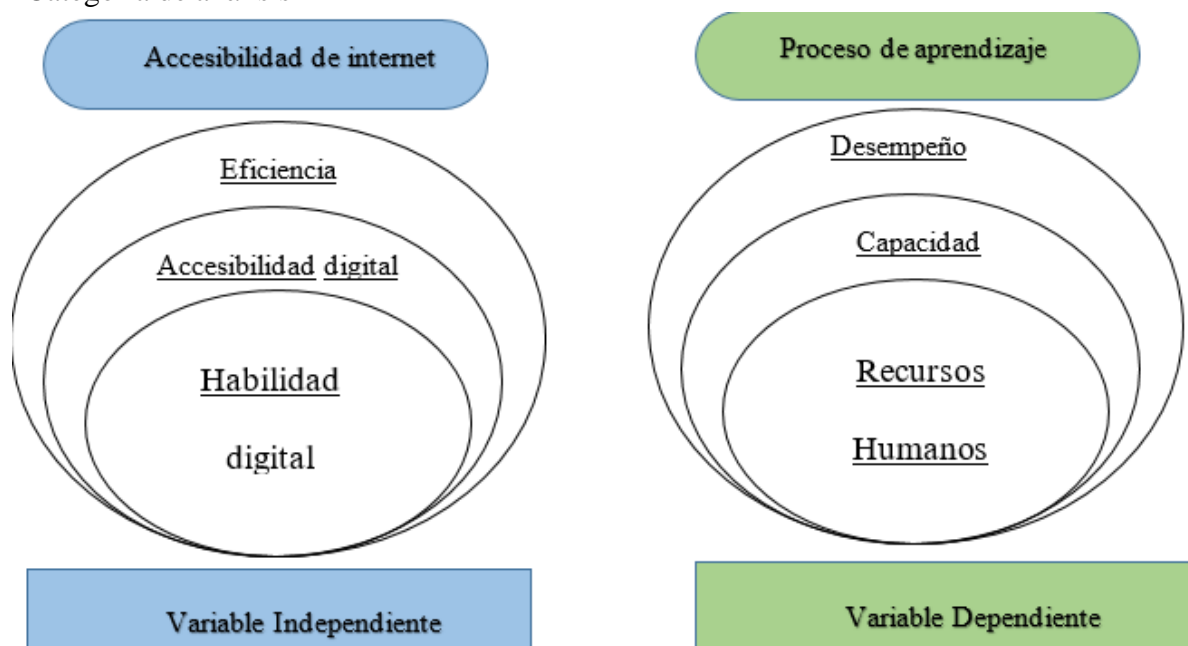 Accesibilidad de internet
Eficiencia
Accesibilidad digital
Habilidad
digital
Variable Independiente
Proceso de aprendizaje
Desempeño
Capacidad
Recursos
Humanos
Variable Dependiente